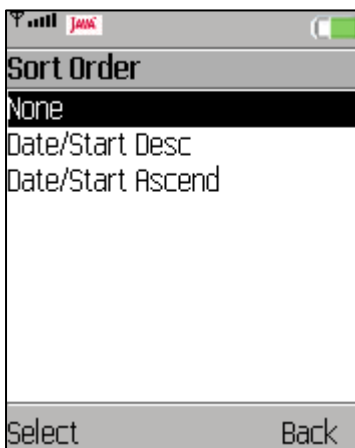 JAVA
Sort Order
None
Date/Start Desc
Date/Start Ascend
Select Back